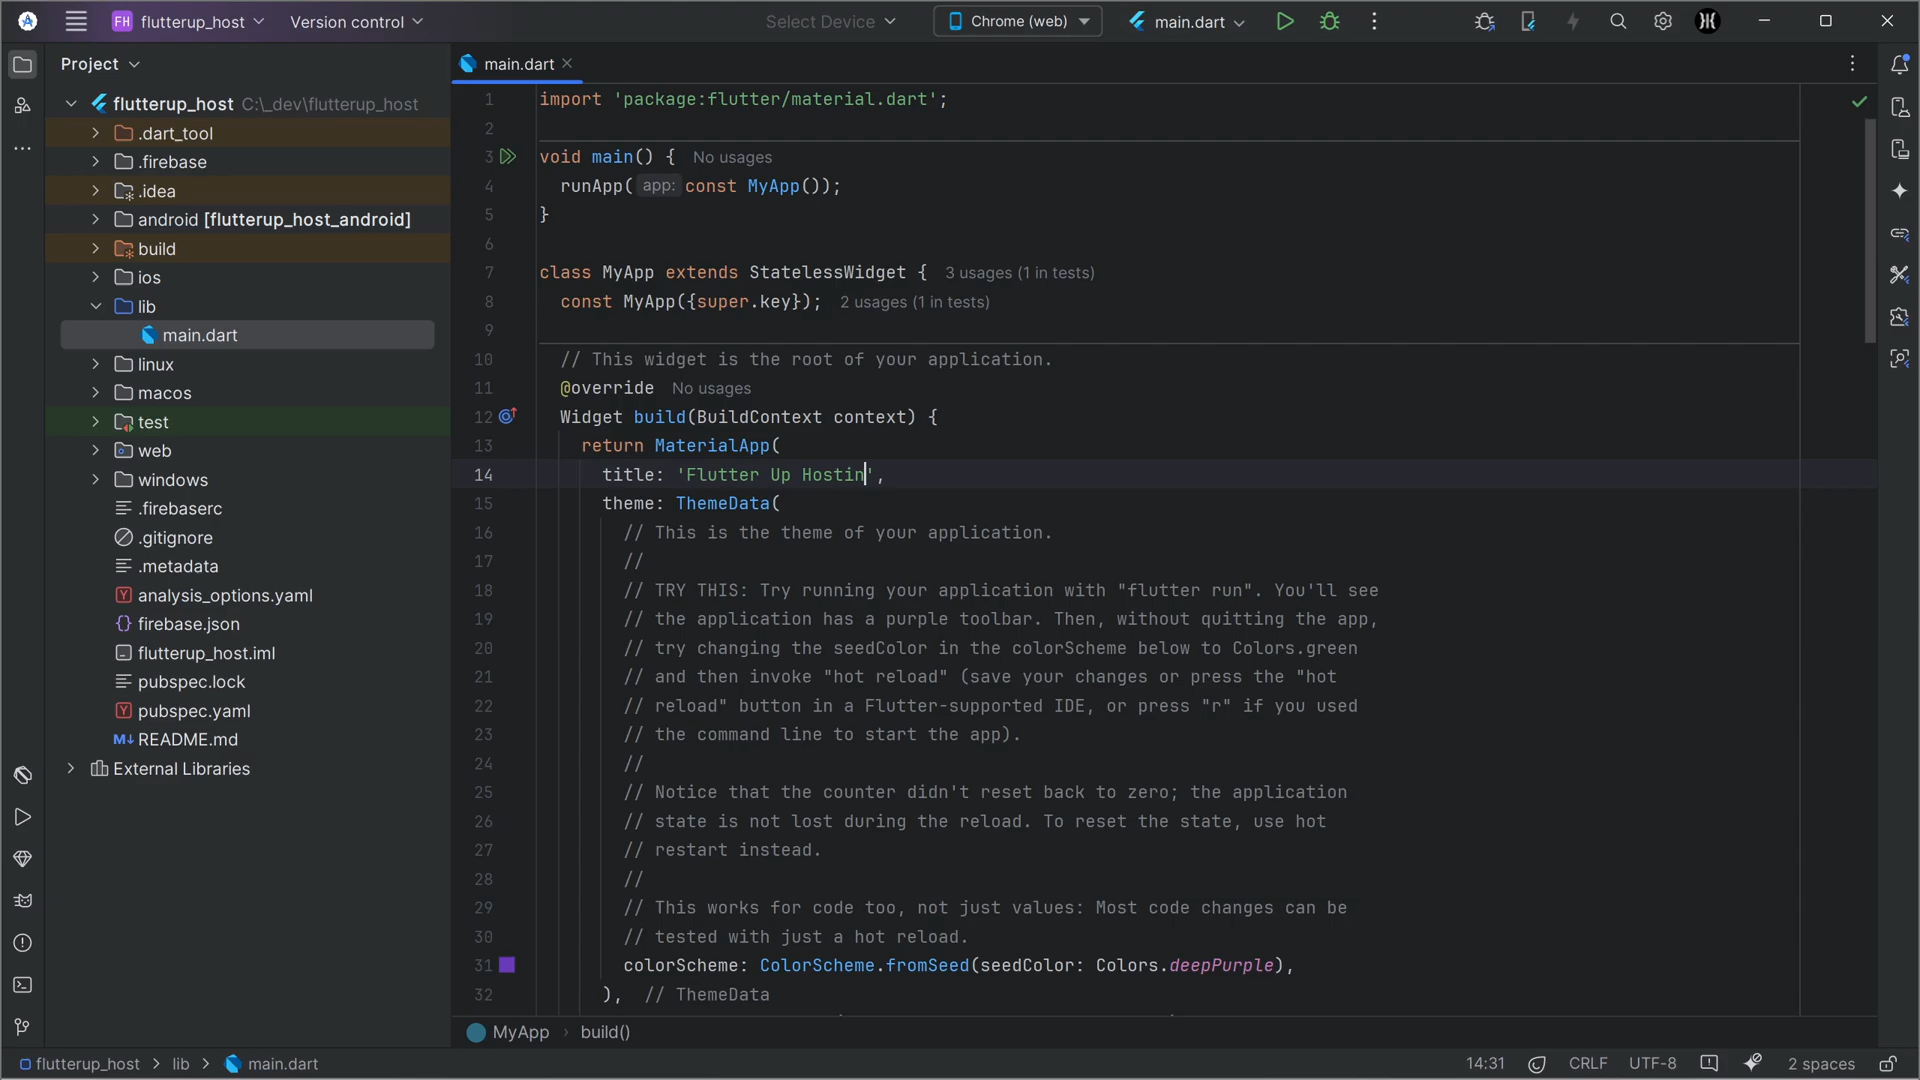 FH flutterup_host Version control Select Device Chrome (web) main.dart
Project
main.dart
flutterup_host C:\_dev\flutterup_host
.dart_tool
.firebase
.idea
android [flutterup_host_android]
build
ios
lib
main.dart
linux
macos
test
web
windows
.firebaserc
.gitignore
.metadata
analysis_options.yaml
firebase.json
flutterup_host.iml
pubspec.lock
pubspec.yaml
README.md
External Libraries
1 import 'package:flutter/material.dart';
2
3 void main() { No usages
4 runApp( app: const MyApp());
5 }
6
7 class MyApp extends StatelessWidget { 3 usages (1 in tests)
8 const MyApp({super.key}); 2 usages (1 in tests)
9
10 // This widget is the root of your application.
11 @override No usages
12 Widget build(BuildContext context) {
13 return MaterialApp(
14 title: 'Flutter Up Hostin',
15 theme: ThemeData(
16 // This is the theme of your application.
17 //
18 // TRY THIS: Try running your application with "flutter run". You'll see
19 // the application has a purple toolbar. Then, without quitting the app,
20 // try changing the seedColor in the colorScheme below to Colors.green
21 // and then invoke "hot reload" (save your changes or press the "hot
22 // reload" button in a Flutter-supported IDE, or press "r" if you used
23 // the command line to start the app).
24 //
25 // Notice that the counter didn't reset back to zero; the application
26 // state is not lost during the reload. To reset the state, use hot
27 // restart instead.
28 //
29 // This works for code too, not just values: Most code changes can be
30 // tested with just a hot reload.
31 colorScheme: ColorScheme.fromSeed(seedColor: Colors.deepPurple),
32 ), // ThemeData
MyApp › build()
flutterup_host > lib > main.dart 14:31 CRLF UTF-8 2 spaces